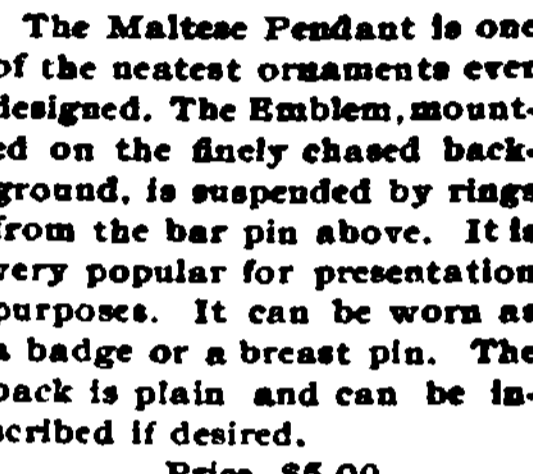 The Maltese Pendant is one
of the neatest ornaments ever
designed. The Emblem, mount-
ed on the finely chased back-
ground, is suspended by rings
from the bar pin above. It is
very popular for presentation
purposes. It can be worn as
a badge or a breast pin. The
back is plain and can be in-
scribed if desired.
Price, $5.00